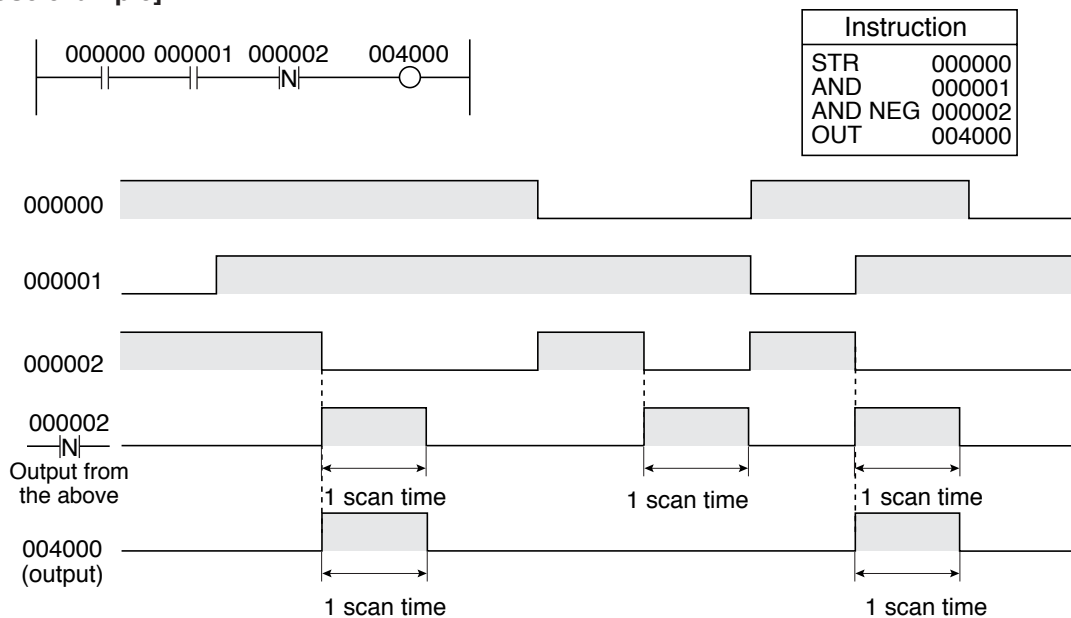 000000 000001 000002 004000
N
Instruction
STR 000000
AND 000001
AND NEG 000002
OUT 004000
000000
000001
000002
000002
N
Output from
the above
1 scan time
1 scan time
1 scan time
004000
(output)
1 scan time
1 scan time